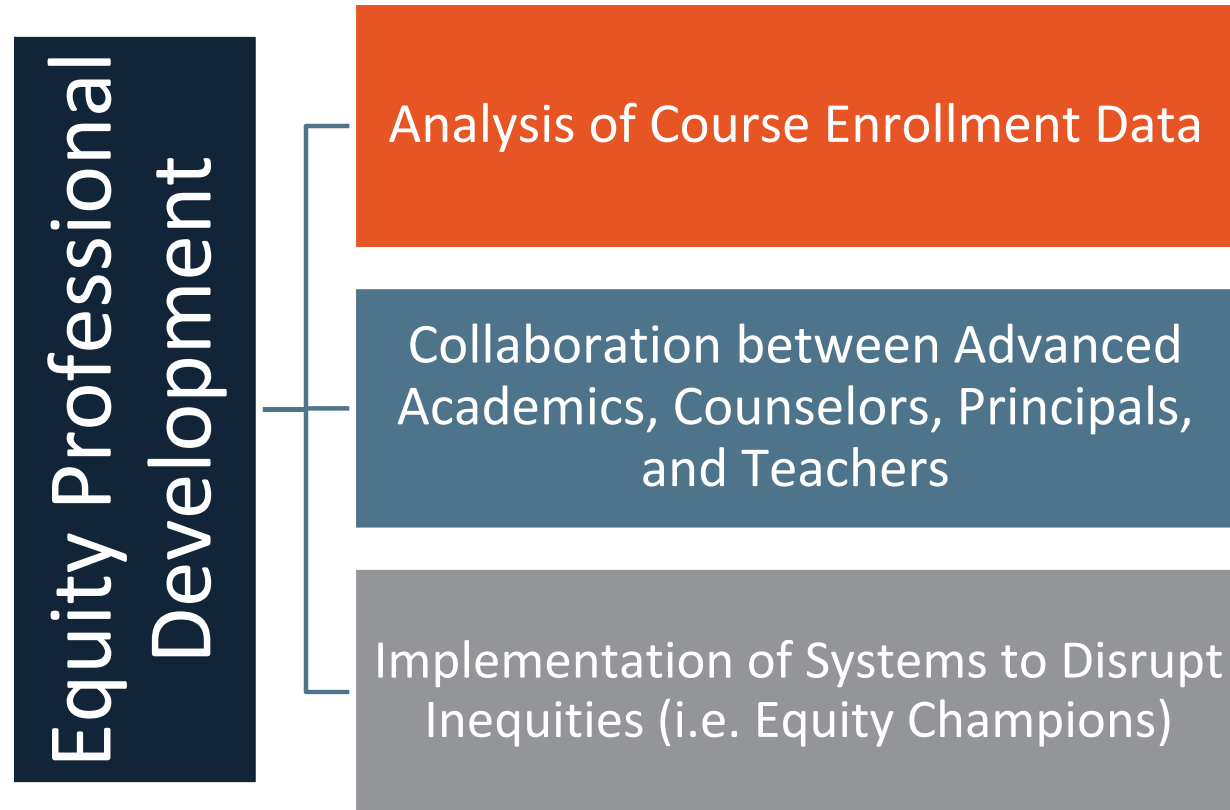 Equity Professional
Development
Analysis of Course Enrollment Data
Collaboration between Advanced
Academics, Counselors, Principals,
and Teachers
Implementation of Systems to Disrupt
Inequities (i.e. Equity Champions)